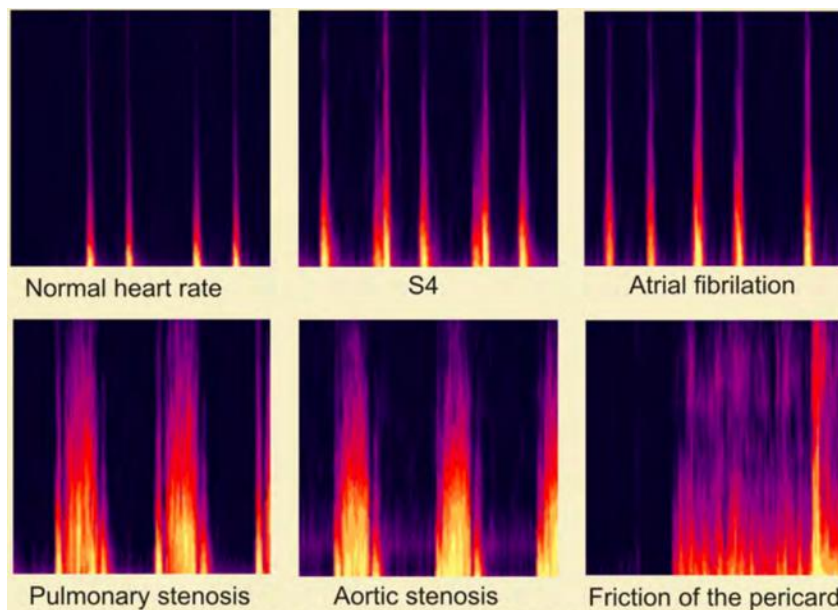 Normal heart rate
S4
Atrial fibrilation
Pulmonary stenosis
Aortic stenosis
Friction of the pericard